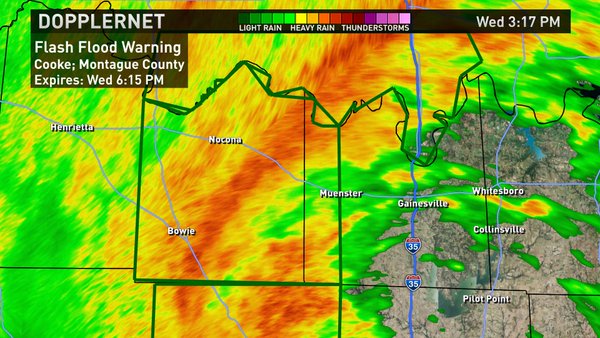 DOPPLERNET
Wed 3:17 PM
LIGHT RAIN HEAVY RAIN THUNDERSTORMS
Flash Flood Warning
Cooke; Montague County
Expires: Wed 6:15 PM
Henrietta
Nocona
Muenster
Whitesboro
Gainesville
Bowie
Collinsville
35
35
Pilot Point